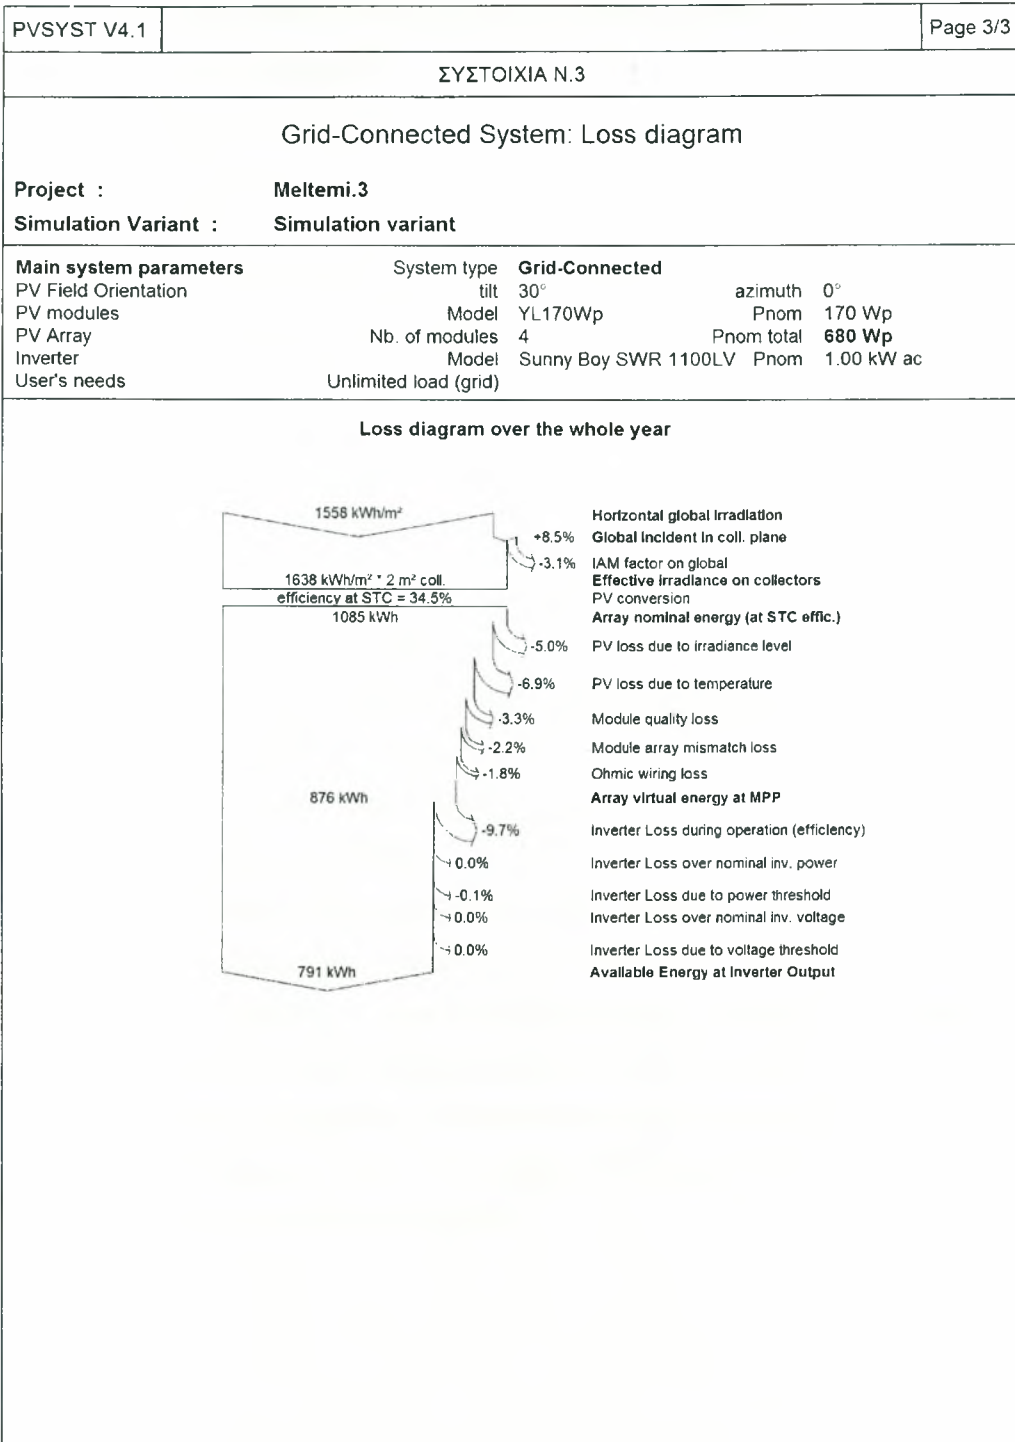 PVSYST V4.1
Page 3/3
ΣΥΣΤΟΙΧΙΑ Ν.3
Grid-Connected System: Loss diagram
Project : Meltemi.3
Simulation Variant : Simulation variant
Main system parameters System type Grid-Connected
PV Field Orientation tilt 30° azimuth 0°
PV modules Model YL170Wp Pnom 170 Wp
PV Array Nb. of modules 4 Pnom total 680 Wp
Inverter Model Sunny Boy SWR 1100LV Pnom 1.00 kW ac
User's needs Unlimited load (grid)
Loss diagram over the whole year
1558 kWh/m² Horizontal global irradiation
+8.5% Global incident in coll. plane
-3.1% IAM factor on global
1638 kWh/m² * 2 m² coll. Effective irradiance on collectors
efficiency at STC = 34.5% PV conversion
1085 kWh Array nominal energy (at STC effic.)
-5.0% PV loss due to irradiance level
-6.9% PV loss due to temperature
-3.3% Module quality loss
-2.2% Module array mismatch loss
-1.8% Ohmic wiring loss
876 kWh Array virtual energy at MPP
-9.7% Inverter Loss during operation (efficiency)
0.0% Inverter Loss over nominal inv. power
-0.1% Inverter Loss due to power threshold
0.0% Inverter Loss over nominal inv. voltage
0.0% Inverter Loss due to voltage threshold
791 kWh Available Energy at Inverter Output